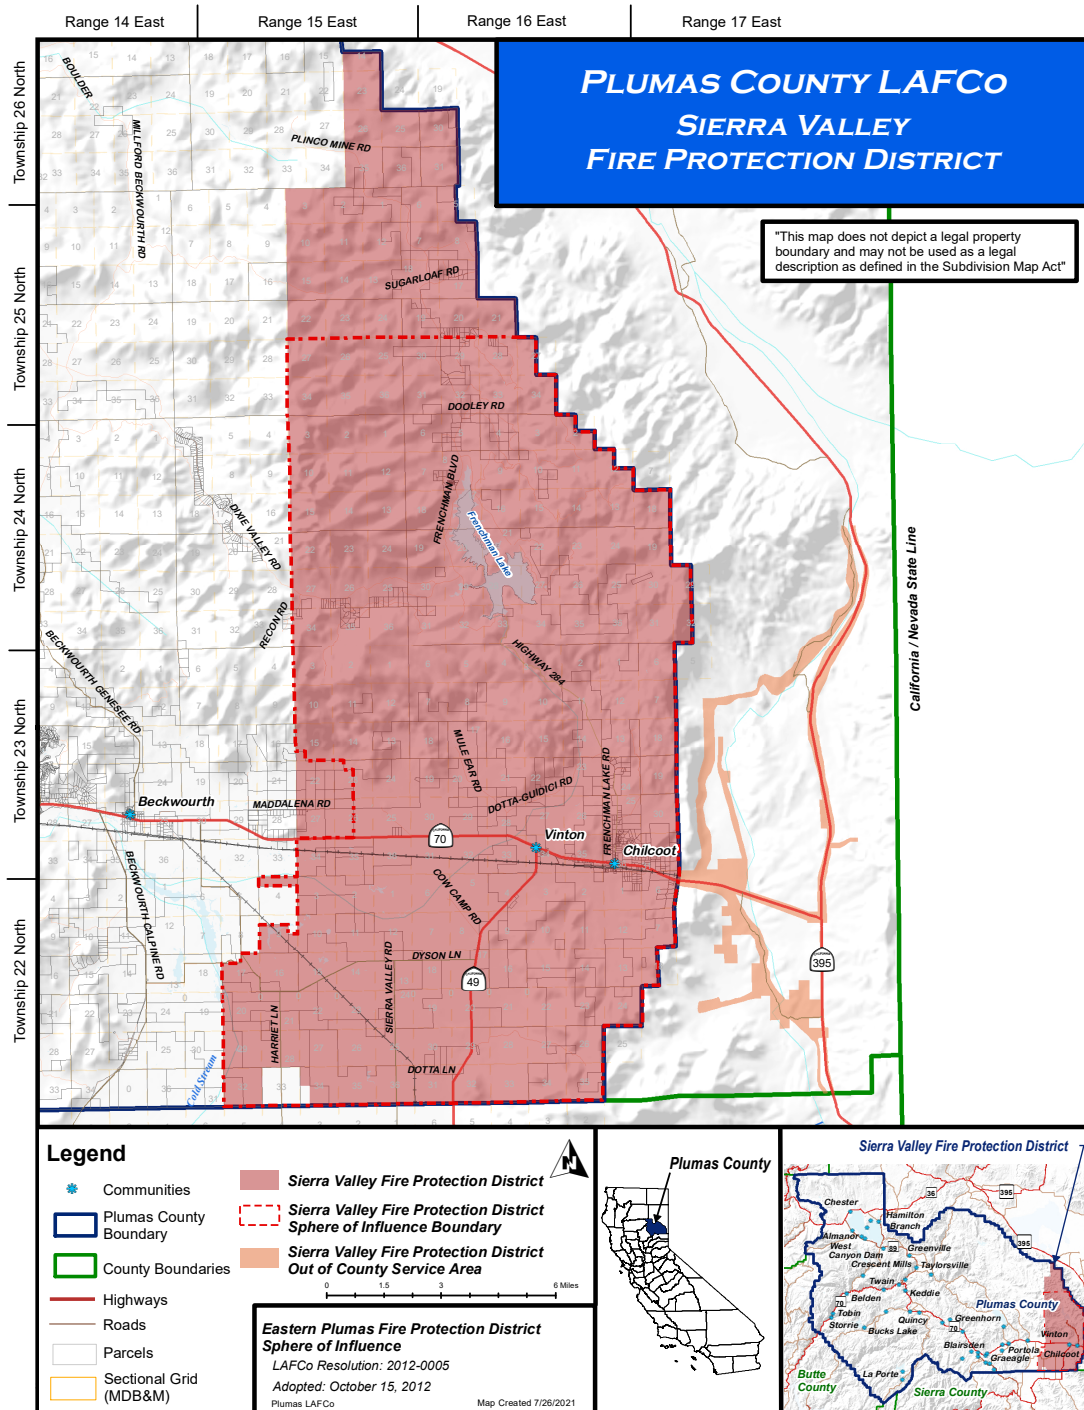 Range 14 East
Range 15 East
Range 16 East
Range 17 East
PLUMAS COUNTY LAFCO
SIERRA VALLEY
FIRE PROTECTION DISTRICT
"This map does not depict a legal property
boundary and may not be used as a legal
description as defined in the Subdivision Map Act"
Township 26 North
Township 25 North
Township 24 North
Township 23 North
Township 22 North
BOULDER
MILLFORD BECKWOURTH RD
PLINCO MINE RD
SUGARLOAF RD
DOOLEY RD
FRENCHMAN BLVD
Frenchman Lake
DIXIE VALLEY RD
RECON RD
BECKWOURTH GENESEE RD
HIGHWAY 284
California / Nevada State Line
MULE EAR RD
DOTTA-GUIDICI RD
FRENCHMAN LAKE RD
Beckwourth
MADDALENA RD
70
Vinton
Chilcoot
BECKWOURTH CALPINE RD
COW CAMP RD
DYSON LN
SIERRA VALLEY RD
49
395
HARRIET LN
DOTTA LN
Cold Stream
Legend
Communities
Plumas County
Boundary
County Boundaries
Highways
Roads
Parcels
Sectional Grid
(MDB&M)
N
Sierra Valley Fire Protection District
Sierra Valley Fire Protection District
Sphere of Influence Boundary
Sierra Valley Fire Protection District
Out of County Service Area
0 1.5 3 6 Miles
Eastern Plumas Fire Protection District
Sphere of Influence
LAFCo Resolution: 2012-0005
Adopted: October 15, 2012
Plumas LAFCo
Map Created 7/26/2021
Plumas County
Sierra Valley Fire Protection District
Chester
36
395
Hamilton
Branch
Almanor
West
Canyon Dam
89
Greenville
395
Crescent Mills
Taylorsville
Twain
Keddie
Belden
70
Tobin
Storrie
Bucks Lake
Quincy
Greenhorn
70
Plumas County
Vinton
Blairsden
Portola
Chilcoot
Graeagle
La Porte
Butte
County
Sierra County